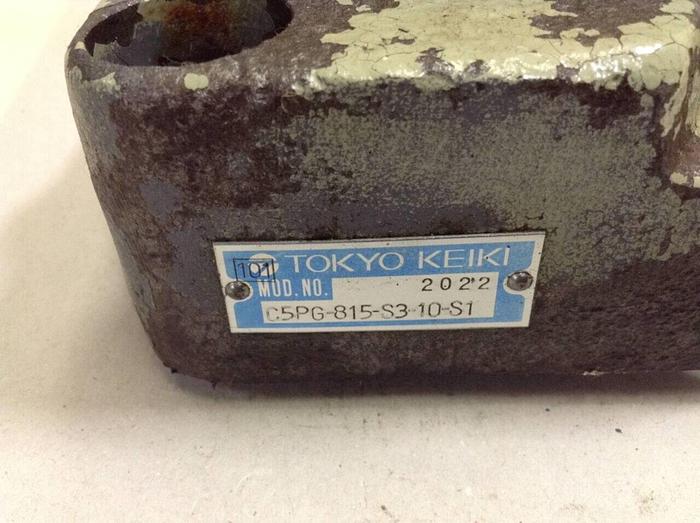 101
TOKYO KEIKI
MOD. NO. 2022
C5PG-815-S3-10-S1